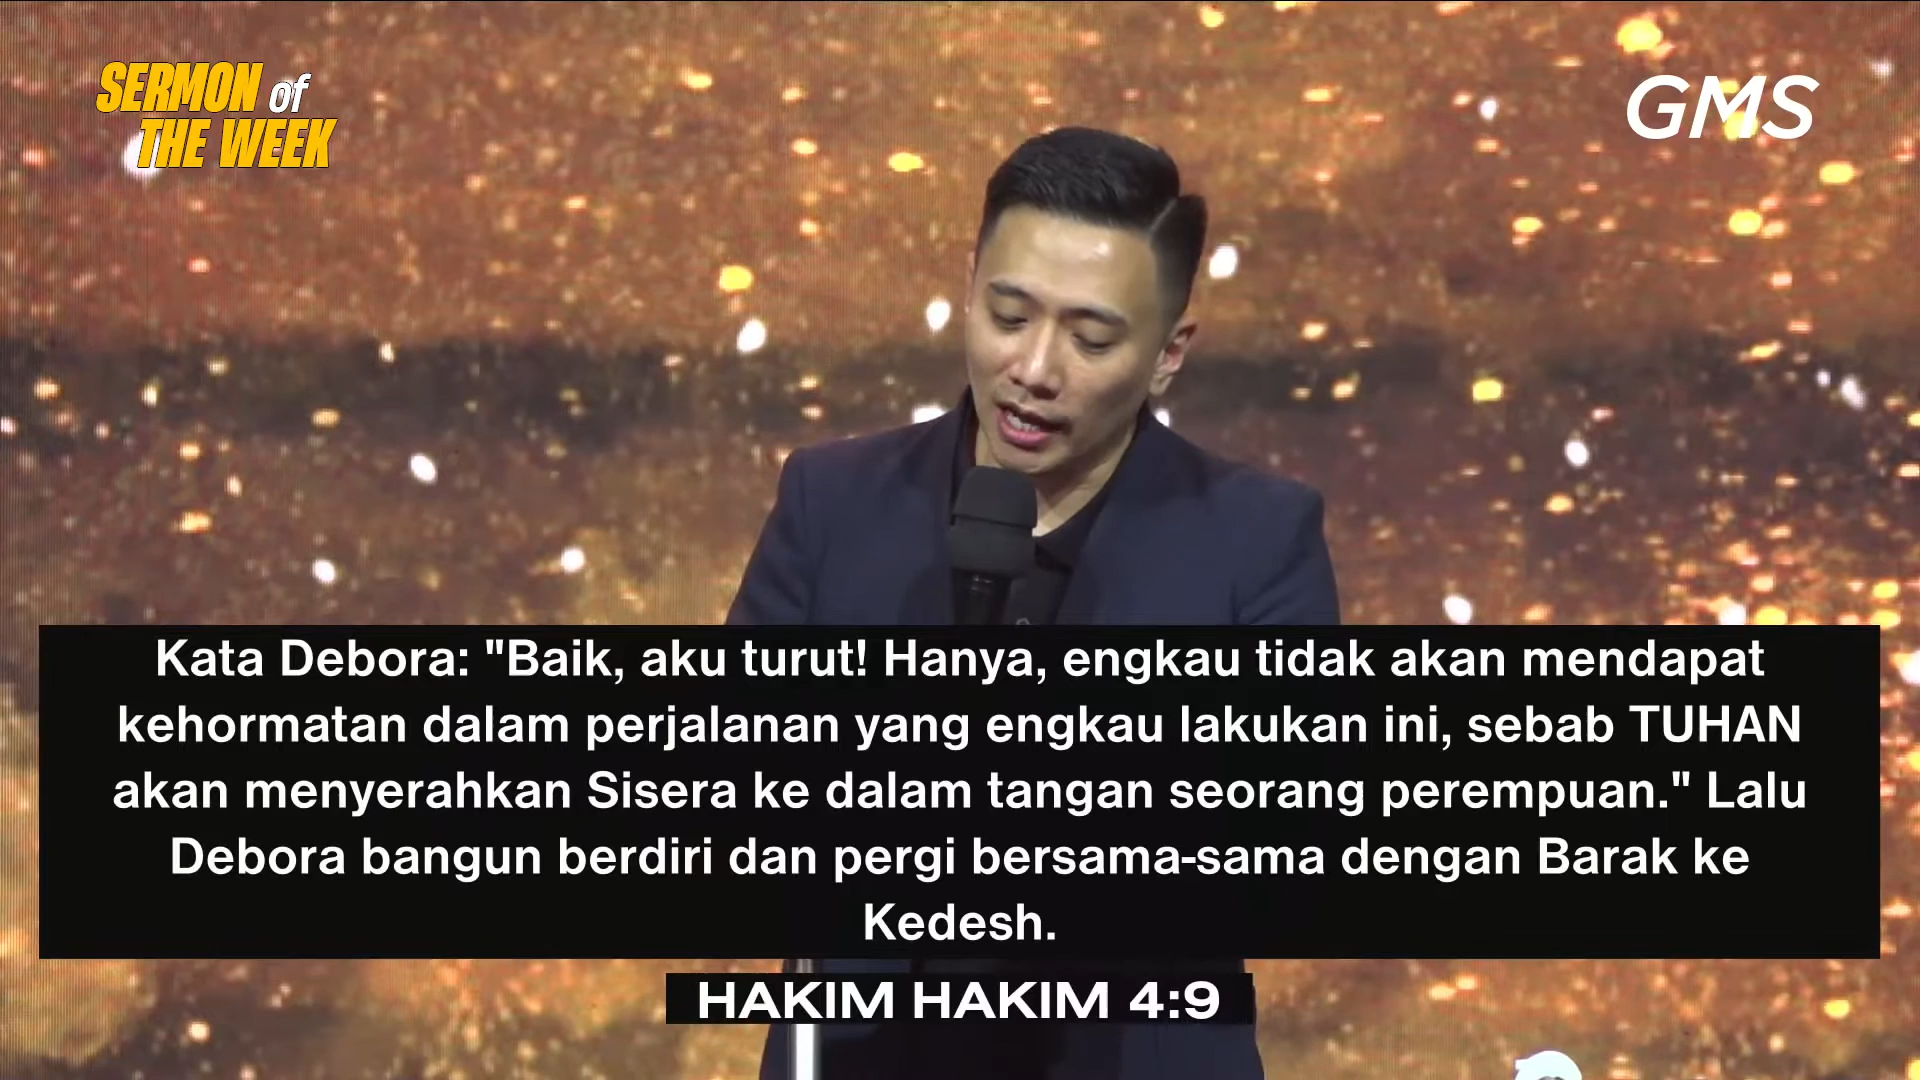 SERMON of
THE WEEK
GMS
Kata Debora: "Baik, aku turut! Hanya, engkau tidak akan mendapat
kehormatan dalam perjalanan yang engkau lakukan ini, sebab TUHAN
akan menyerahkan Sisera ke dalam tangan seorang perempuan." Lalu
Debora bangun berdiri dan pergi bersama-sama dengan Barak ke
Kedesh.
HAKIM HAKIM 4:9